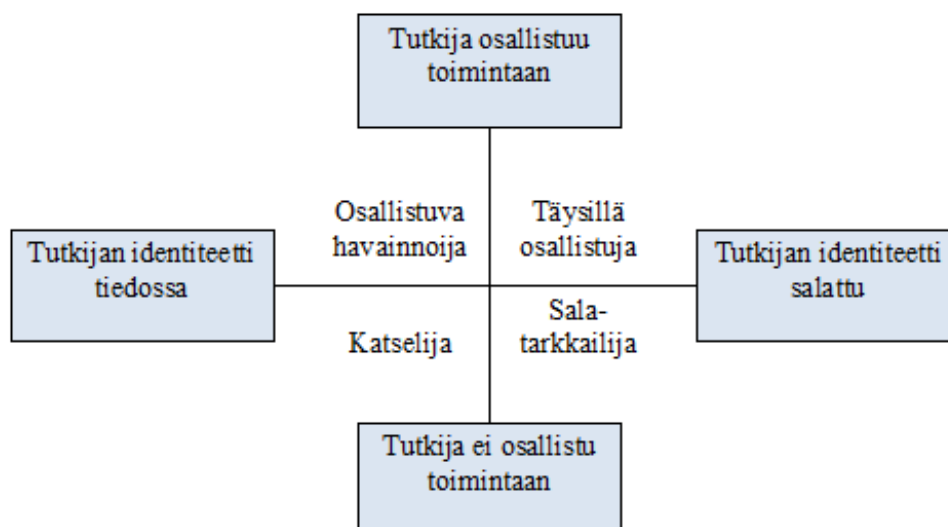 Tutkija osallistuu
toimintaan
Osallistuva
havainnoija
Täysillä
osallistuja
Tutkijan identiteetti
tiedossa
Tutkijan identiteetti
salattu
Katselija
Sala-
tarkkailija
Tutkija ei osallistu
toimintaan